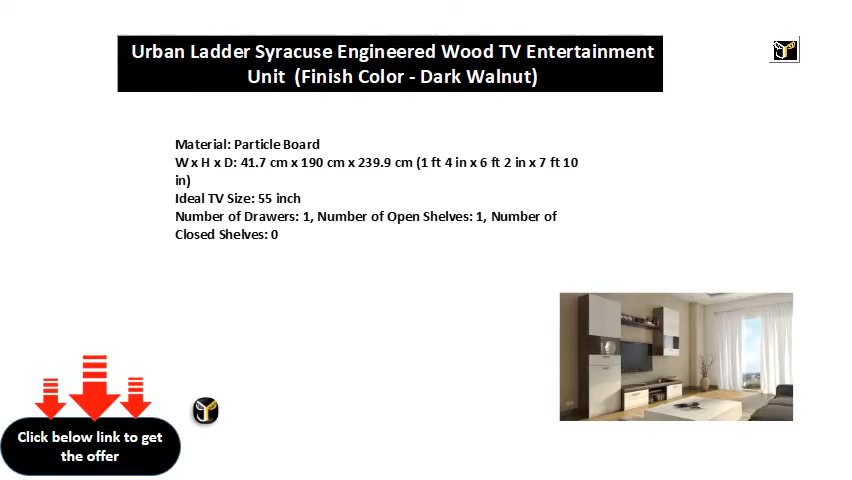 Urban Ladder Syracuse Engineered Wood TV Entertainment
Unit (Finish Color - Dark Walnut)
Material: Particle Board
W x H x D: 41.7 cm x 190 cm x 239.9 cm (1 ft 4 in x 6 ft 2 in x 7 ft 10
in)
Ideal TV Size: 55 inch
Number of Drawers: 1, Number of Open Shelves: 1, Number of
Closed Shelves: 0
Click below link to get
the offer